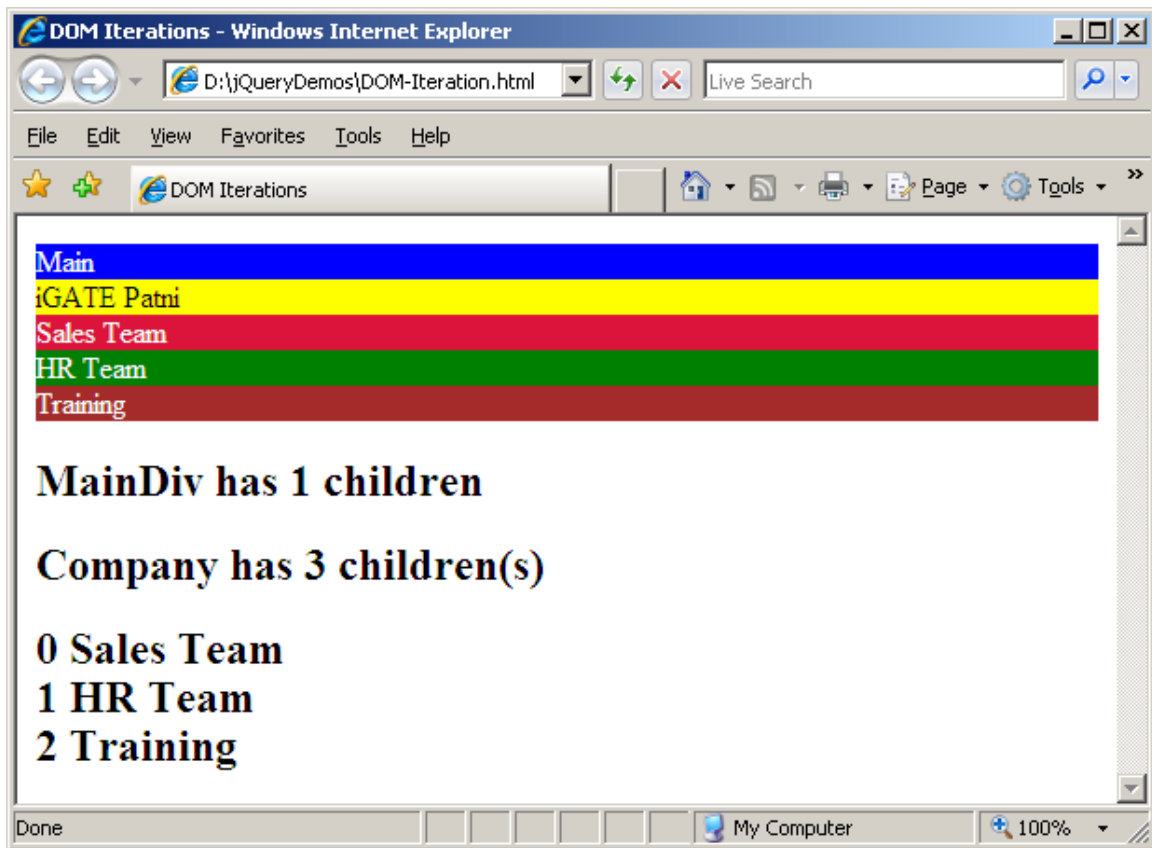 DOM Iterations - Windows Internet Explorer
D:\jQueryDemos\DOM-Iteration.html
Live Search
File Edit View Favorites Tools Help
DOM Iterations
Page Tools »
Main
iGATE Patni
Sales Team
HR Team
Training
MainDiv has 1 children
Company has 3 children(s)
0 Sales Team
1 HR Team
2 Training
Done
My Computer
100%